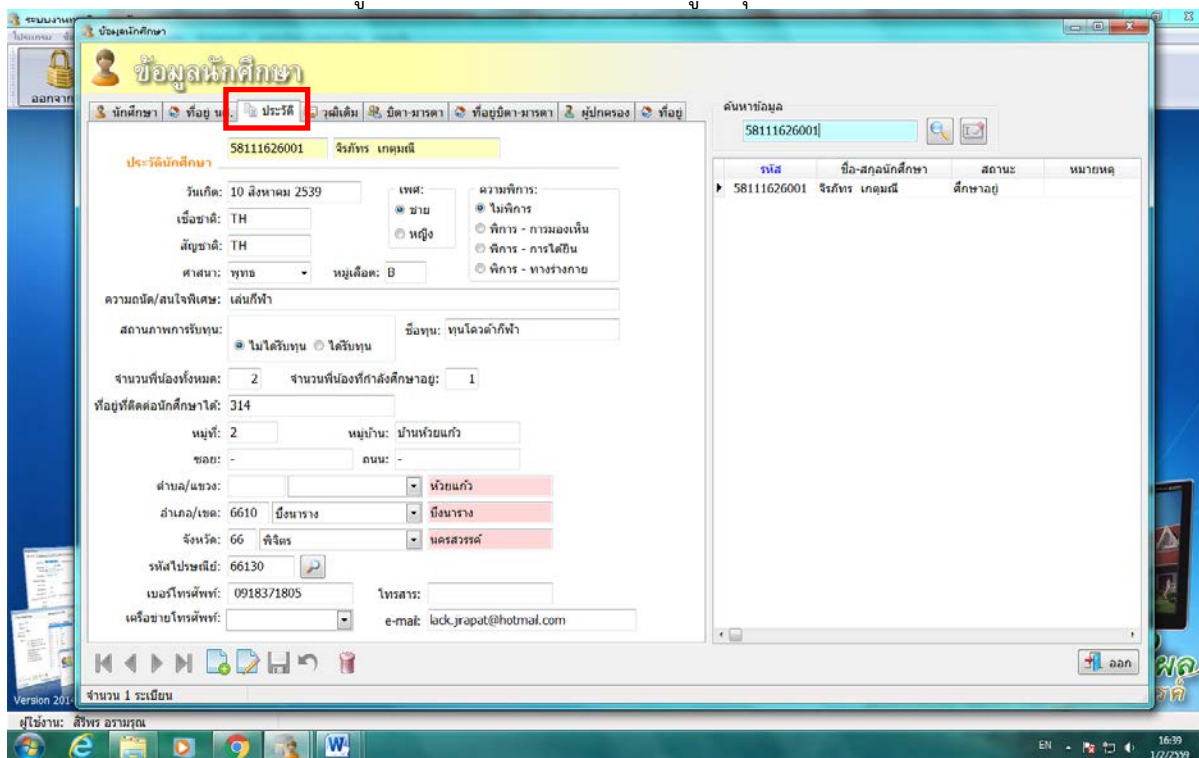 ข้อมูลนักศึกษา
ออกจาก
ข้อมูลนักศึกษา
นักศึกษา ที่อยู่ ประวัติ วุฒิเดิม บิดา-มารดา ที่อยู่บิดา-มารดา ผู้ปกครอง ที่อยู่
ค้นหาข้อมูล
58111626001
58111626001 จิรภัทร เกตุมณี
ประวัตินักศึกษา
รหัส ชื่อ-สกุลนักศึกษา สถานะ หมายเหตุ
58111626001 จิรภัทร เกตุมณี ศึกษาอยู่
วันเกิด: 10 สิงหาคม 2539
เชื้อชาติ: TH
สัญชาติ: TH
ศาสนา: พุทธ หมู่เลือด: B
เพศ:
ชาย
หญิง
ความพิการ:
ไม่พิการ
พิการ - การมองเห็น
พิการ - การได้ยิน
พิการ - ทางร่างกาย
ความถนัด/สนใจพิเศษ: เล่นกีฬา
สถานภาพการรับทุน: ไม่ได้รับทุน ได้รับทุน ชื่อทุน: ทุนโควต้ากีฬา
จำนวนพี่น้องทั้งหมด: 2 จำนวนพี่น้องที่กำลังศึกษาอยู่: 1
ที่อยู่ที่ติดต่อนักศึกษาได้: 314
หมู่ที่: 2 หมู่บ้าน: บ้านห้วยแก้ว
ซอย: - ถนน: -
ตำบล/แขวง: ห้วยแก้ว
อำเภอ/เขต: 6610 บึงนาราง บึงนาราง
จังหวัด: 66 พิจิตร นครสวรรค์
รหัสไปรษณีย์: 66130
เบอร์โทรศัพท์: 0918371805 โทรสาร:
เครือข่ายโทรศัพท์: e-mail: lack_jirapat@hotmail.com
ออก
จำนวน 1 ระเบียน
Version 201
ผู้ใช้งาน: สิริพร อรามรุณ
EN 16:39
1/2/2559